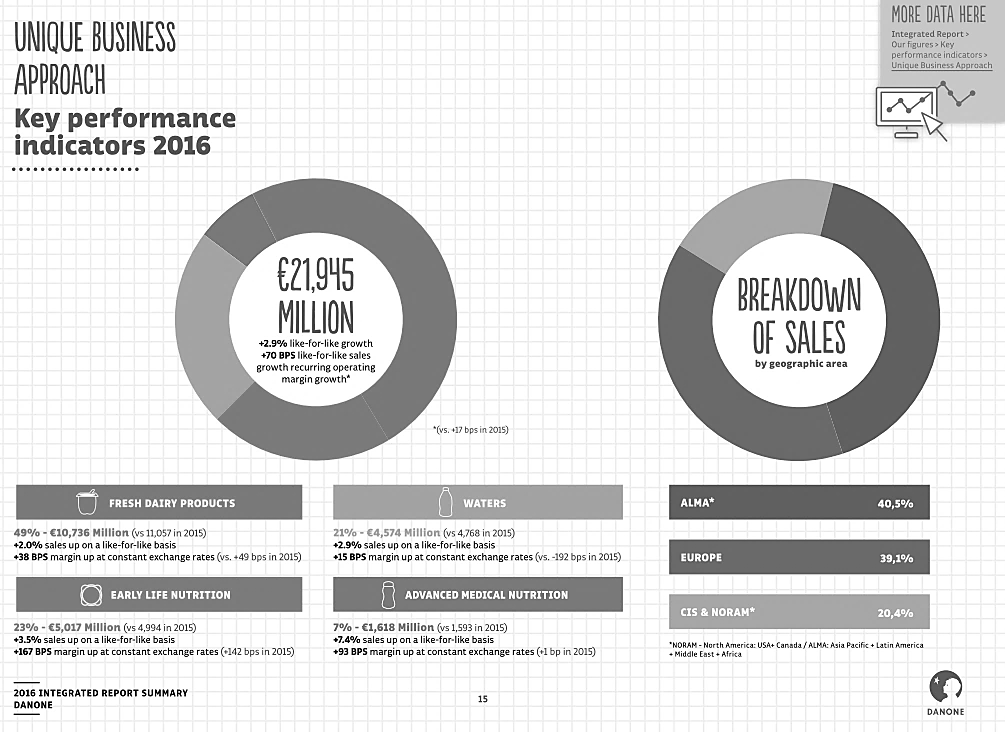 UNIQUE BUSINESS
APPROACH
Key performance
indicators 2016
MORE DATA HERE
Integrated Report >
Our figures > Key
performance indicators >
Unique Business Approach
€21,945
MILLION
+2.9% like-for-like growth
+70 BPS like-for-like sales
growth recurring operating
margin growth*
*(vs. +17 bps in 2015)
BREAKDOWN
OF SALES
by geographic area
FRESH DAIRY PRODUCTS
49% - €10,736 Million (vs 11,057 in 2015)
+2.0% sales up on a like-for-like basis
+38 BPS margin up at constant exchange rates (vs. +49 bps in 2015)
WATERS
21% - €4,574 Million (vs 4,768 in 2015)
+2.9% sales up on a like-for-like basis
+15 BPS margin up at constant exchange rates (vs. -192 bps in 2015)
EARLY LIFE NUTRITION
23% - €5,017 Million (vs 4,994 in 2015)
+3.5% sales up on a like-for-like basis
+167 BPS margin up at constant exchange rates (+142 bps in 2015)
ADVANCED MEDICAL NUTRITION
7% - €1,618 Million (vs 1,593 in 2015)
+7.4% sales up on a like-for-like basis
+93 BPS margin up at constant exchange rates (+1 bp in 2015)
ALMA* 40,5%
EUROPE 39,1%
CIS & NORAM* 20,4%
*NORAM - North America: USA+ Canada / ALMA: Asia Pacific + Latin America
+ Middle East + Africa
2016 INTEGRATED REPORT SUMMARY
DANONE
15
DANONE